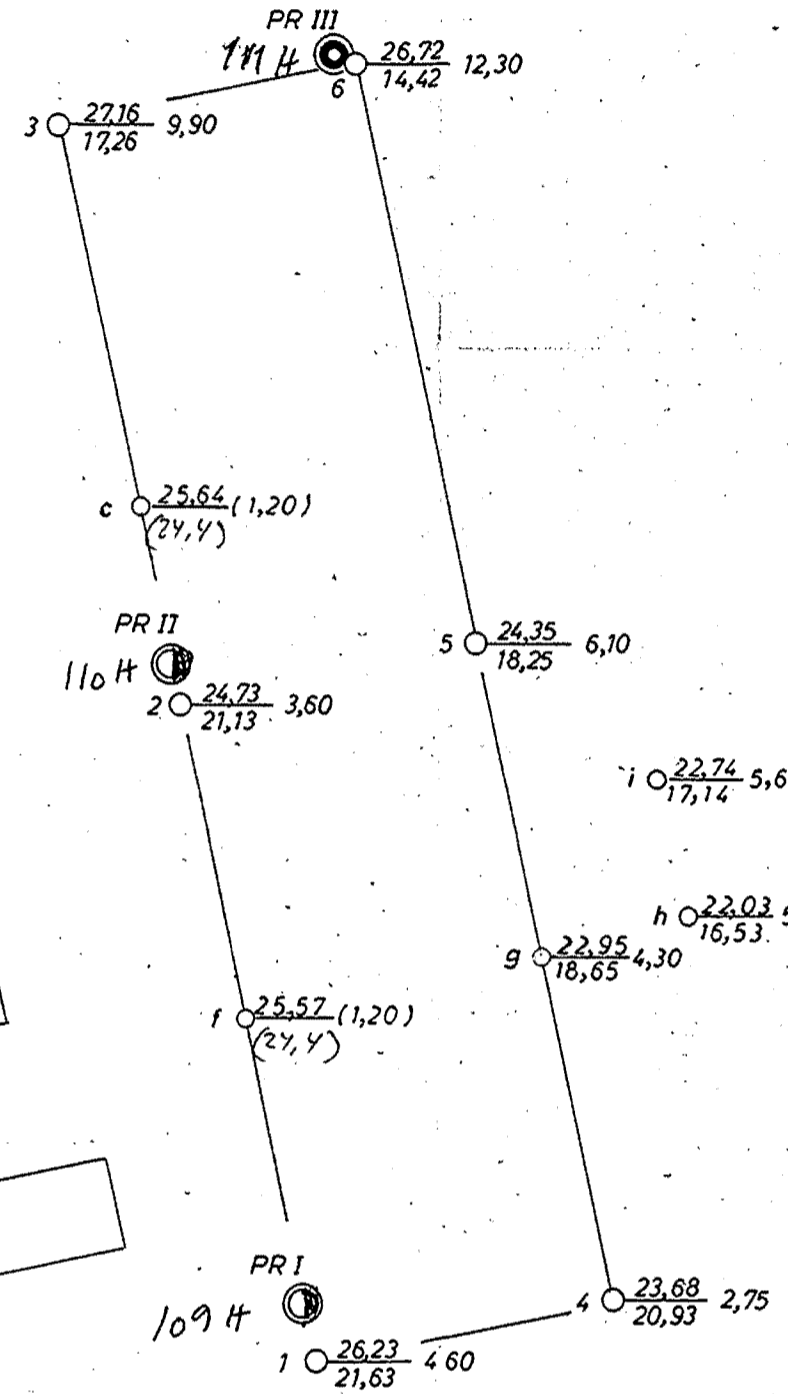 PR III
111 H
6 26,72 12,30
14,42
3 27,16 9,90
17,26
c 25,64 (1,20)
(24,4)
PR II
110 H
2 24,73 3,60
21,13
5 24,35 6,10
18,25
i 22,74 5,6
17,14
h 22,03 5
16,53
g 22,95 4,30
18,65
f 25,57 (1,20)
(24,4)
PR I
109 H
4 23,68 2,75
20,93
1 26,23 4 60
21,63